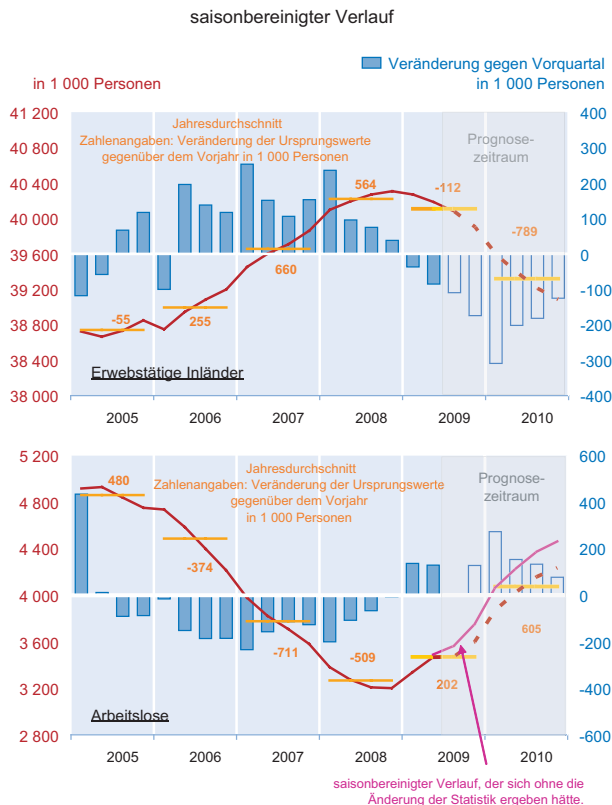 saisonbereinigter Verlauf
Veränderung gegen Vorquartal
in 1 000 Personen
in 1 000 Personen
41 200
40 800
40 400
40 000
39 600
39 200
38 800
38 400
38 000
400
300
200
100
0
-100
-200
-300
-400
Jahresdurchschnitt
Zahlenangaben: Veränderung der Ursprungswerte
gegenüber dem Vorjahr in 1 000 Personen
Prognose-
zeitraum
-55
255
660
564
-112
-789
Erwebstätige Inländer
2005 2006 2007 2008 2009 2010
5 200
4 800
4 400
4 000
3 600
3 200
2 800
600
400
200
0
-200
-400
-600
Jahresdurchschnitt
Zahlenangaben: Veränderung der Ursprungswerte
gegenüber dem Vorjahr
in 1 000 Personen
Prognose-
zeitraum
480
-374
-711
-509
202
605
Arbeitslose
2005 2006 2007 2008 2009 2010
saisonbereinigter Verlauf, der sich ohne die
Änderung der Statistik ergeben hätte.